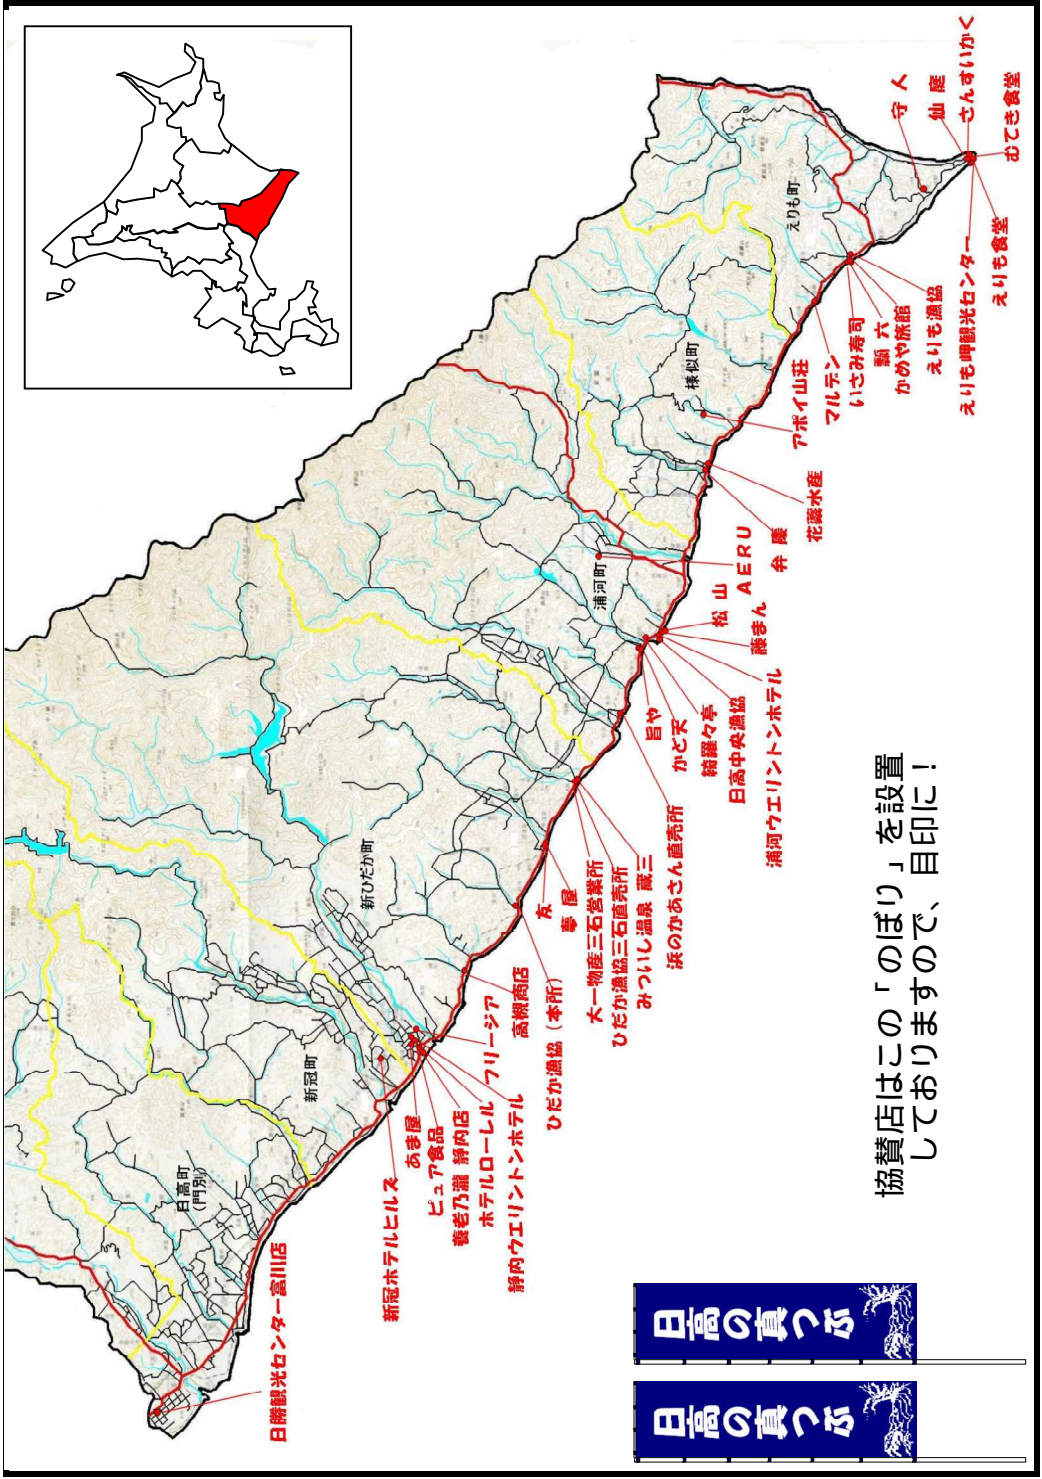 日勝観光センター富川店
日高町
(門別)
新冠ホテルヒルズ
新冠町
あま屋
ピュア食品
養老乃瀧 静内店
ホテルローレル
静内ウエリントンホテル
フリージア
高槻商店
ひだか漁協(本所)
新ひだか町
友
夢屋
大一物産三石営業所
ひだか漁協三石直売所
みついし温泉 蔵三
浜のかあさん直売所
旨や
かど天
綺羅々亭
日高中央漁協
浦河ウエリントンホテル
藤まん
松山
AERU
浦河町
弁慶
花蘂水産
様似町
アポイ山荘
マルデン
いさみ寿司
瓢六
かめや旅館
えりも漁協
えりも町
えりも岬観光センター
えりも食堂
守人
仙庭
さんすいかく
むてき食堂
協賛店はこの「のぼり」を設置
しておりますので、目印に!
日高の真つぶ
日高の真つぶ